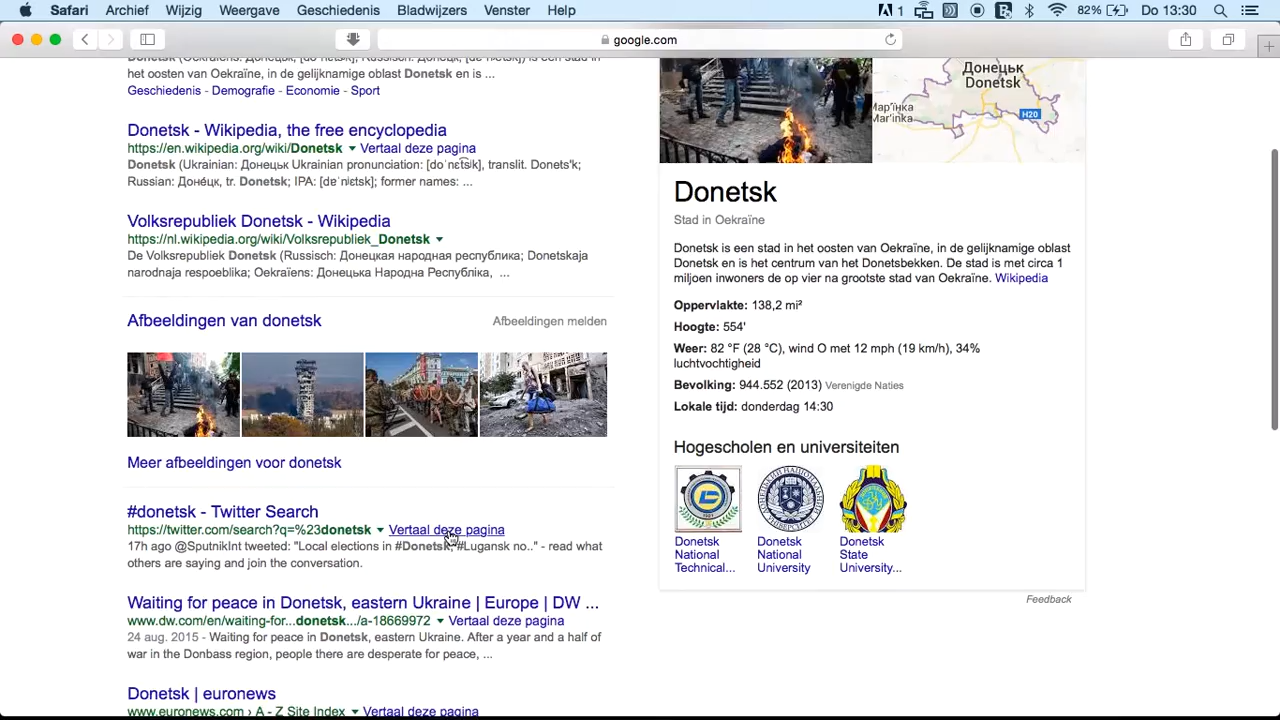 Safari Archief Wijzig Weergave Geschiedenis Bladwijzers Venster Help 1 82% Do 13:30
google.com
Donetsk (Oekraïens: Донецьк, Russisch: Донецк,) is een stad
in het oosten van Oekraïne, in de gelijknamige oblast Donetsk en is ...
Geschiedenis - Demografie - Economie - Sport
Donetsk - Wikipedia, the free encyclopedia
https://en.wikipedia.org/wiki/Donetsk Vertaal deze pagina
Donetsk (Ukrainian: Донецьк Ukrainian pronunciation: [doˈnɛtsʲk], translit. Donets'k;
Russian: Доне́цк, tr. Donetsk; IPA: [dɐˈnʲɛtsk]; former names: ...
Volksrepubliek Donetsk - Wikipedia
https://nl.wikipedia.org/wiki/Volksrepubliek_Donetsk
De Volksrepubliek Donetsk (Russisch: Донецкая народная республика; Donetskaja
narodnaja respoeblika; Oekraïens: Донецька Народна Республіка, ...
Afbeeldingen van donetsk Afbeeldingen melden
Meer afbeeldingen voor donetsk
#donetsk - Twitter Search
https://twitter.com/search?q=%23donetsk Vertaal deze pagina
17h ago @SputnikInt tweeted: "Local elections in #Donetsk, #Lugansk no.." - read what
others are saying and join the conversation.
Waiting for peace in Donetsk, eastern Ukraine | Europe | DW ...
www.dw.com/en/waiting-for...donetsk.../a-18669972 Vertaal deze pagina
24 aug. 2015 - Waiting for peace in Donetsk, eastern Ukraine. After a year and a half of
war in the Donbass region, people there are desperate for peace, ...
Donetsk | euronews
www.euronews.com › A - Z Site Index Vertaal deze pagina
Донецьк
Donetsk
Мар'їнка
Mar'inka
H20
Donetsk
Stad in Oekraïne
Donetsk is een stad in het oosten van Oekraïne, in de gelijknamige oblast
Donetsk en is het centrum van het Donetsbekken. De stad is met circa 1
miljoen inwoners de op vier na grootste stad van Oekraïne. Wikipedia
Oppervlakte: 138,2 mi²
Hoogte: 554'
Weer: 82 °F (28 °C), wind O met 12 mph (19 km/h), 34%
luchtvochtigheid
Bevolking: 944.552 (2013) Verenigde Naties
Lokale tijd: donderdag 14:30
Hogescholen en universiteiten
Donetsk
National
Technical...
Donetsk
National
University
Donetsk
State
University...
Feedback